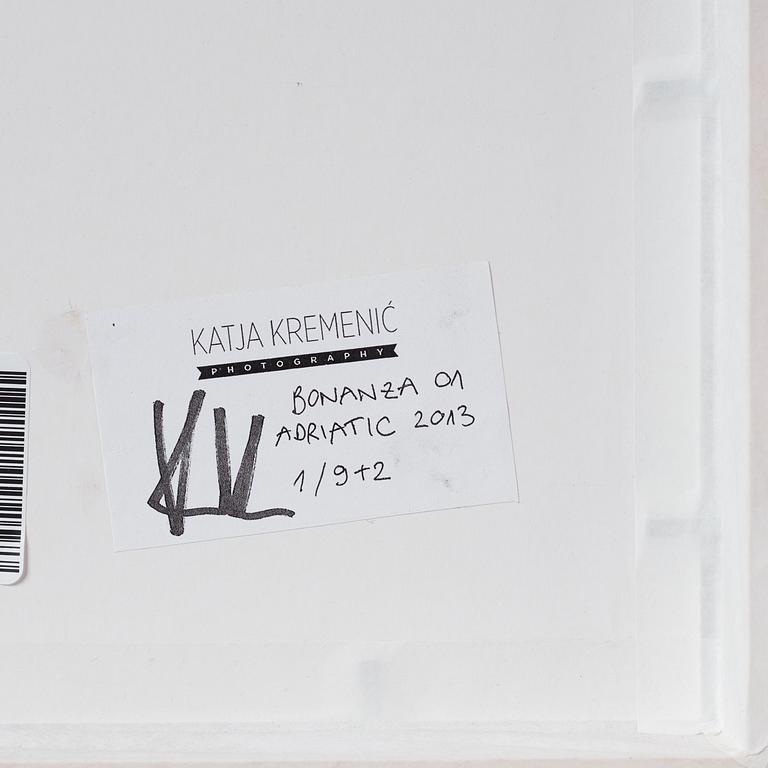 KATJA KREMENIĆ
PHOTOGRAPHY
BONANZA 01
ADRIATIC 2013
1/9+2